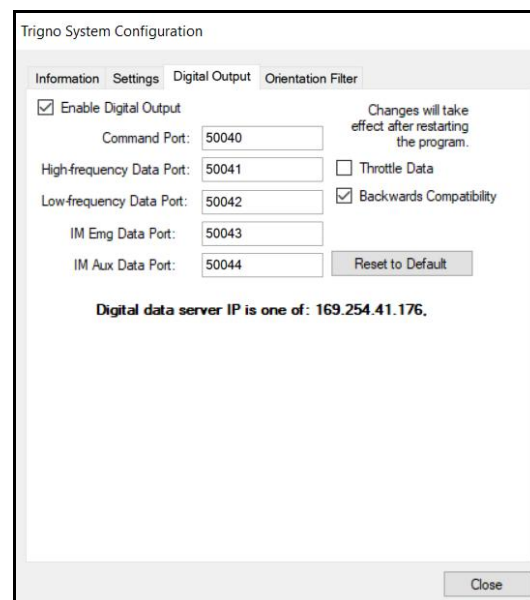 Trigno System Configuration
Information Settings Digital Output Orientation Filter
Enable Digital Output
Changes will take
effect after restarting
the program.
Command Port: 50040
High-frequency Data Port: 50041
Throttle Data
Low-frequency Data Port: 50042
Backwards Compatibility
IM Emg Data Port: 50043
IM Aux Data Port: 50044
Reset to Default
Digital data server IP is one of: 169.254.41.176,
Close